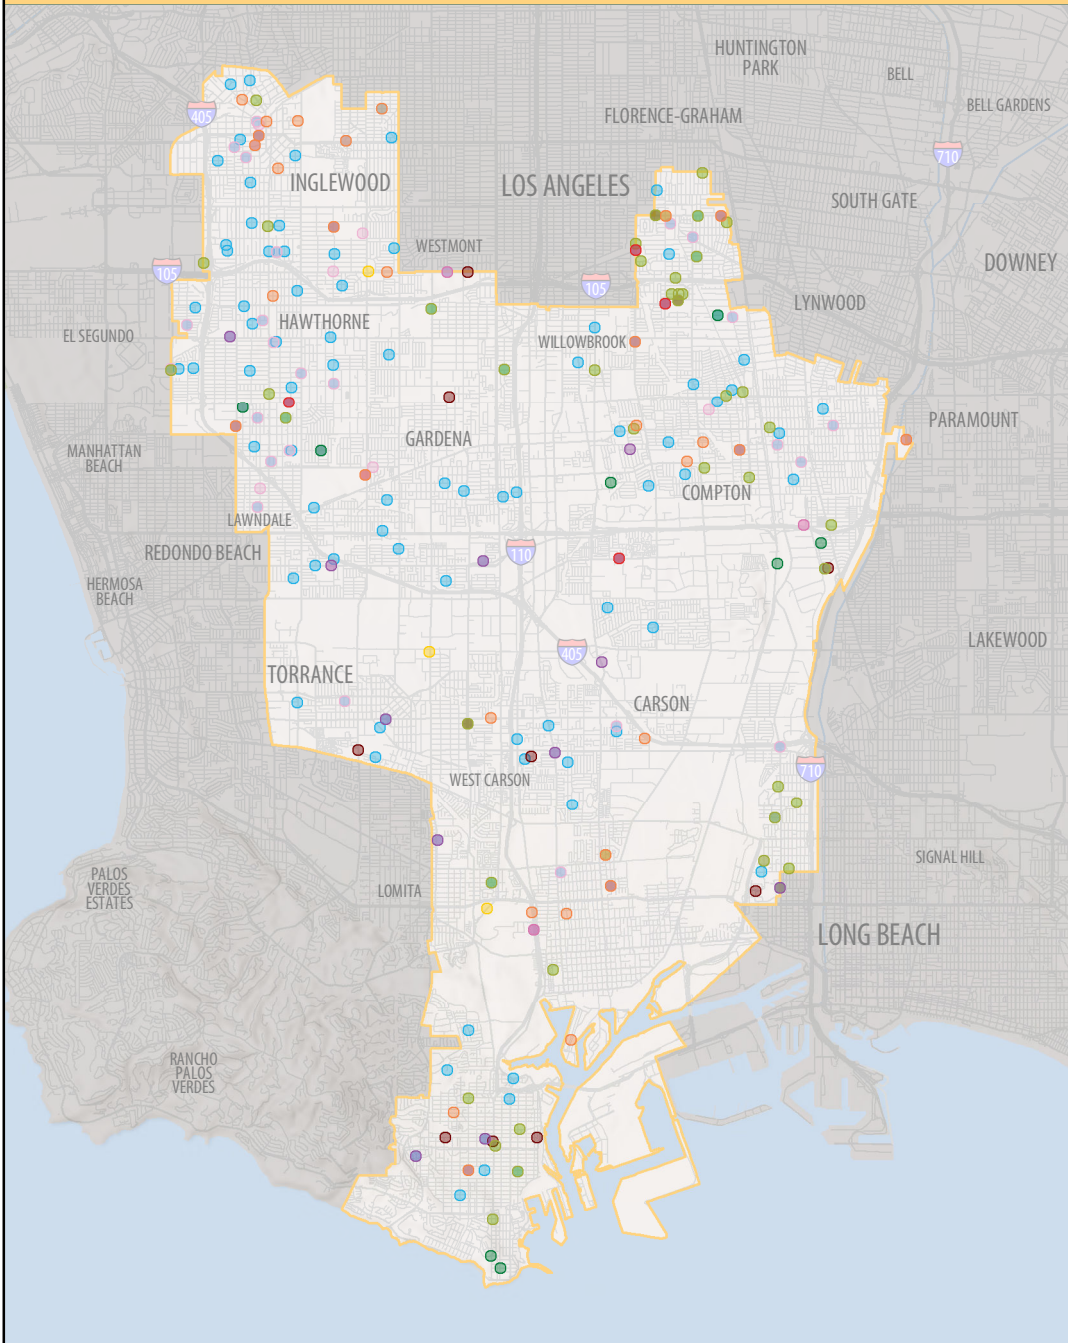 HUNTINGTON
PARK
BELL
BELL GARDENS
405
FLORENCE-GRAHAM
710
INGLEWOOD
LOS ANGELES
SOUTH GATE
WESTMONT
105
DOWNEY
105
LYNWOOD
HAWTHORNE
EL SEGUNDO
WILLOWBROOK
PARAMOUNT
GARDENA
MANHATTAN
BEACH
COMPTON
LAWNDALE
REDONDO BEACH
110
HERMOSA
BEACH
LAKEWOOD
405
TORRANCE
CARSON
710
WEST CARSON
SIGNAL HILL
PALOS
VERDES
ESTATES
LOMITA
LONG BEACH
RANCHO
PALOS
VERDES